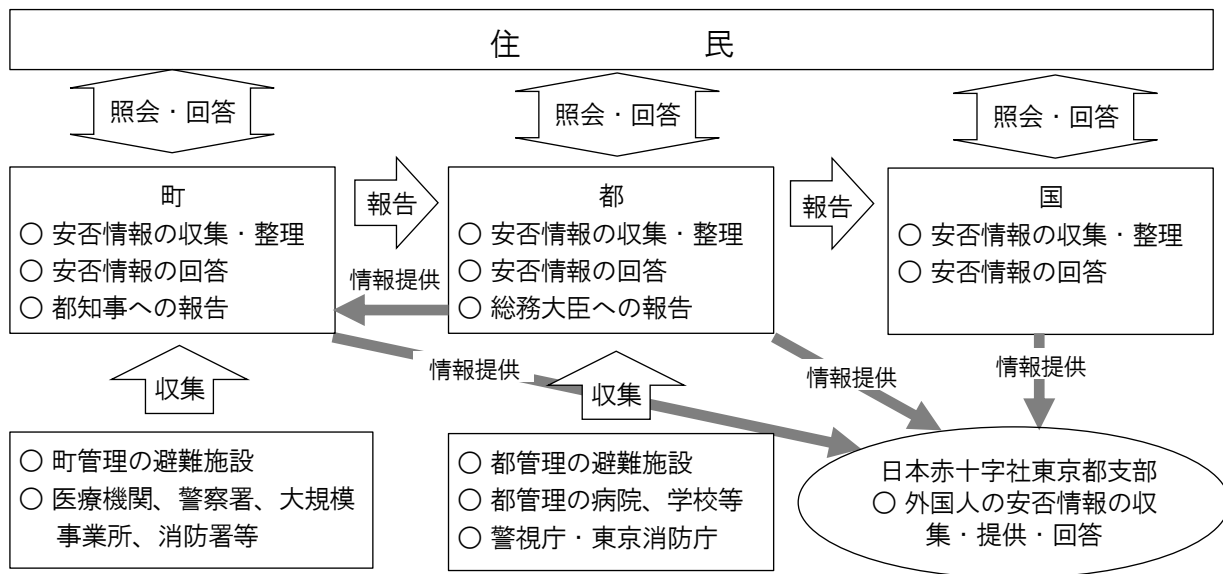 住　　　民
照会・回答
照会・回答
照会・回答
町
○ 安否情報の収集・整理
○ 安否情報の回答
○ 都知事への報告
報告
都
○ 安否情報の収集・整理
○ 安否情報の回答
○ 総務大臣への報告
報告
国
○ 安否情報の収集・整理
○ 安否情報の回答
情報提供
情報提供
情報提供
情報提供
収集
収集
○ 町管理の避難施設
○ 医療機関、警察署、大規模
事業所、消防署等
○ 都管理の避難施設
○ 都管理の病院、学校等
○ 警視庁・東京消防庁
日本赤十字社東京都支部
○ 外国人の安否情報の収
集・提供・回答